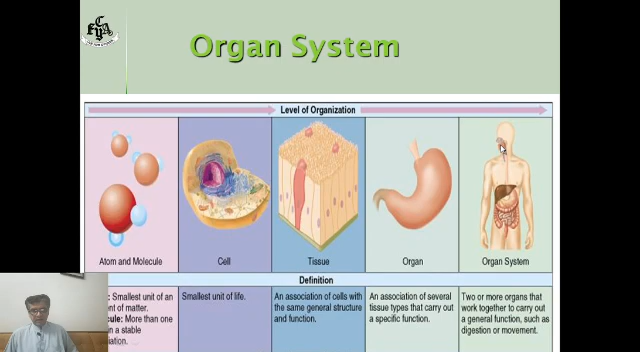 Organ System
Level of Organization
Atom and Molecule
Cell
Tissue
Organ
Organ System
Definition
: Smallest unit of an
of matter.
More than one
in a stable
Smallest unit of life.
An association of cells with
the same general structure
and function.
An association of several
tissue types that carry out
a specific function.
Two or more organs that
work together to carry out
a general function, such as
digestion or movement.